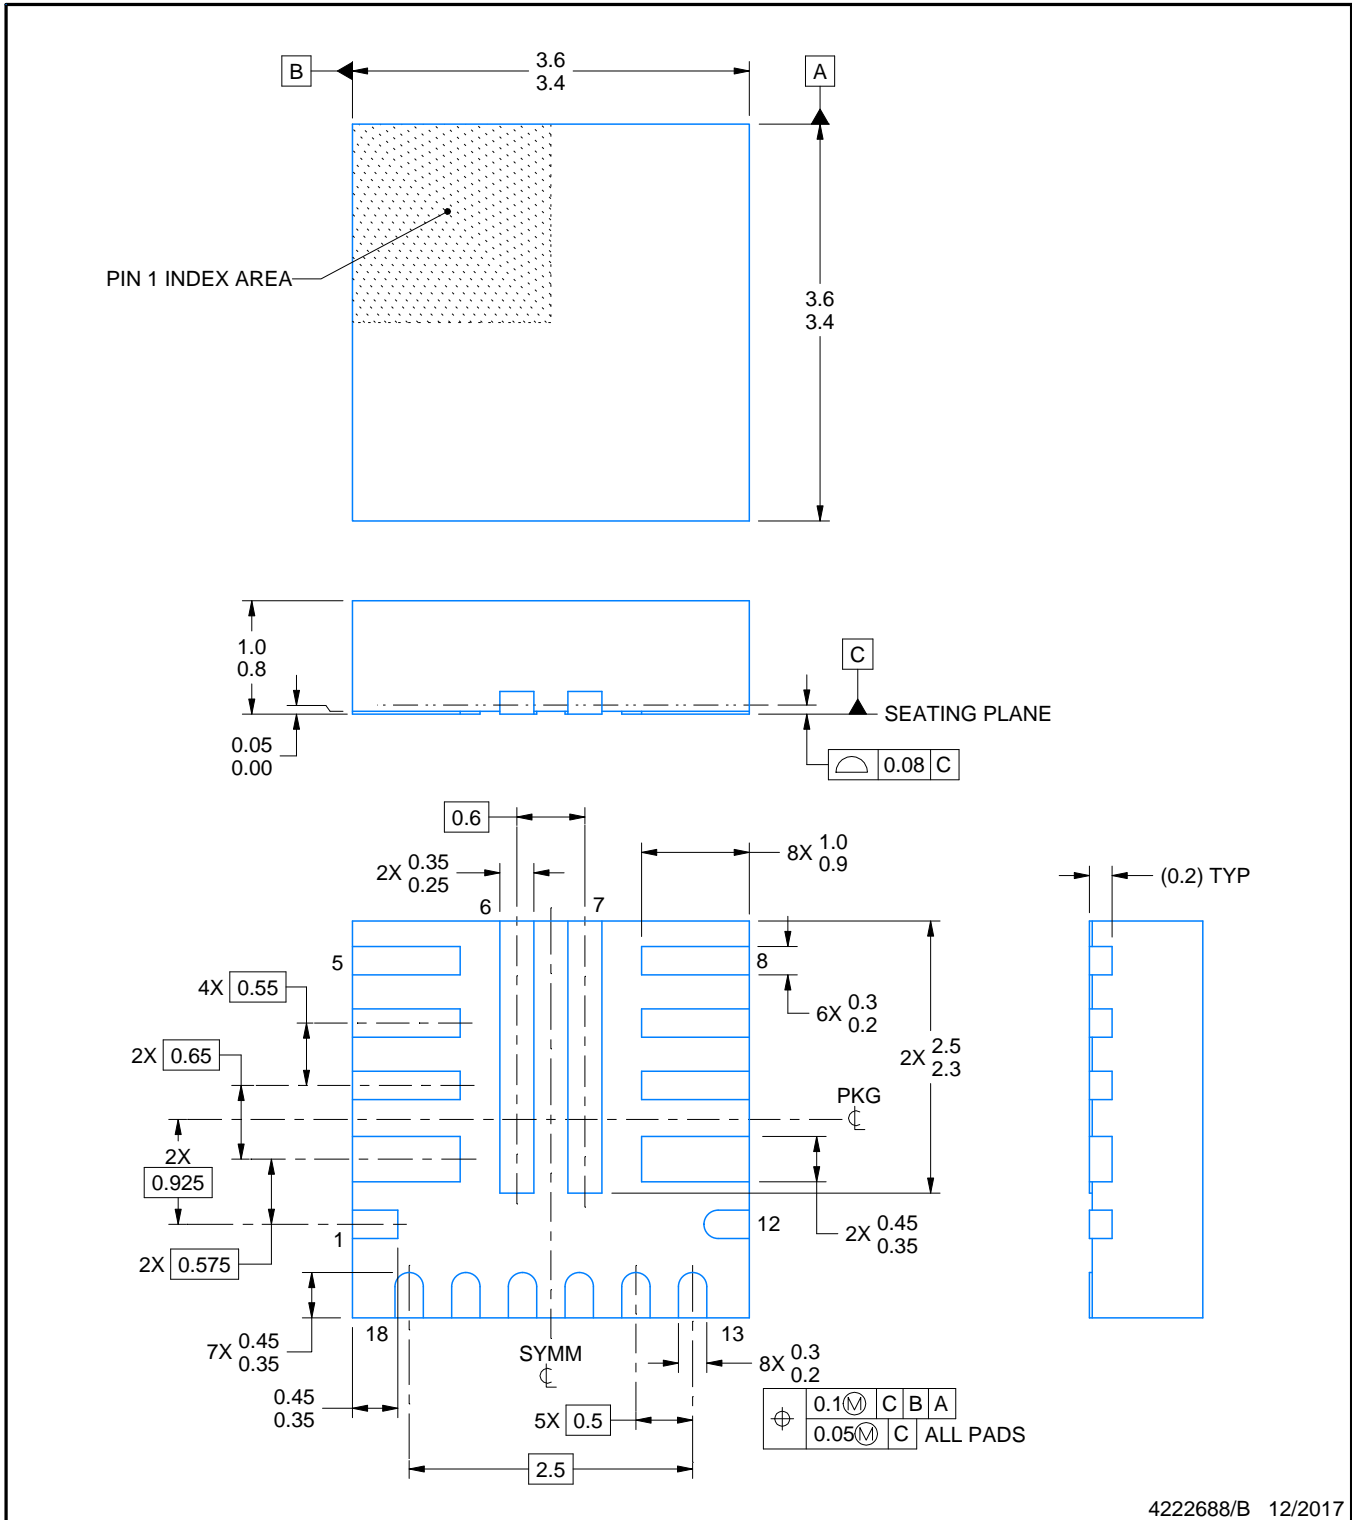 B
3.6
3.4
A
PIN 1 INDEX AREA
3.6
3.4
1.0
0.8
C
SEATING PLANE
0.05
0.00
0.08 C
0.6
2X 0.35
0.25
8X 1.0
0.9
(0.2) TYP
6
7
5
8
4X 0.55
6X 0.3
0.2
2X 0.65
2X 2.5
2.3
PKG
℄
2X
0.925
1
12
2X 0.45
0.35
2X 0.575
18
13
7X 0.45
0.35
SYMM
℄
8X 0.3
0.2
0.45
0.35
5X 0.5
0.1Ⓜ C B A
0.05Ⓜ C ALL PADS
2.5
4222688/B 12/2017